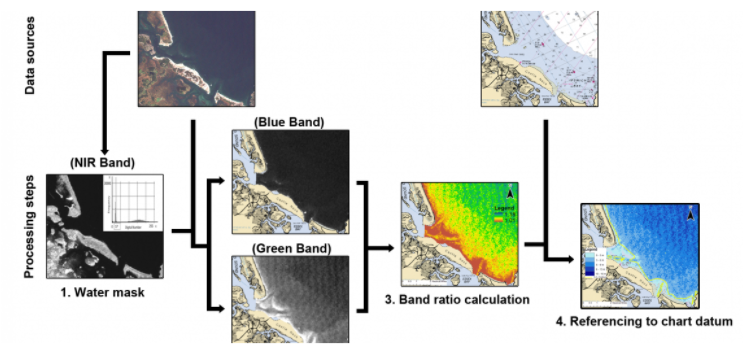 Data sources
(Blue Band)
(NIR Band)
Processing steps
(Green Band)
Legend
1. Water mask
3. Band ratio calculation
4. Referencing to chart datum